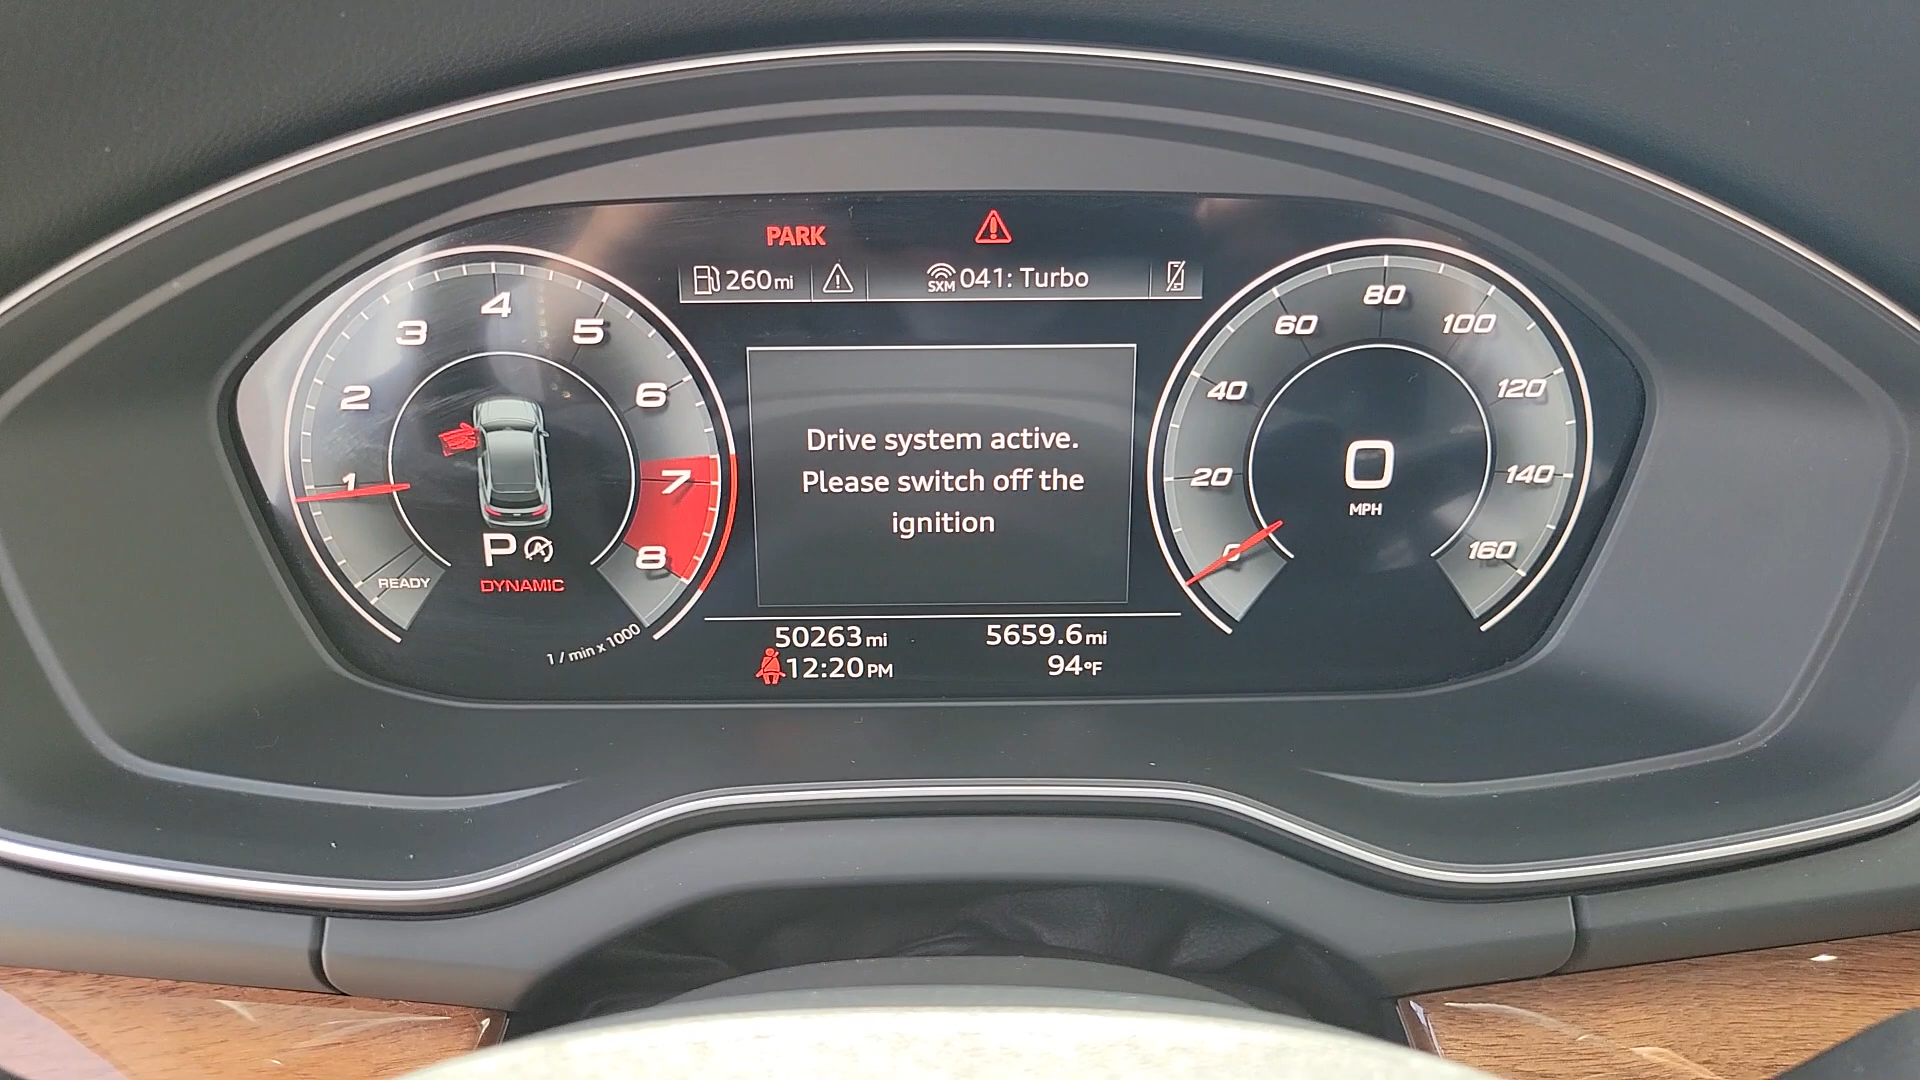 PARK
260 mi
SXM 041: Turbo
1
2
3
4
5
6
7
8
READY
P A
DYNAMIC
1 / min x 1000
Drive system active.
Please switch off the
ignition
0
20
40
60
80
100
120
140
160
0
MPH
50263 mi
5659.6 mi
12:20 PM
94°F